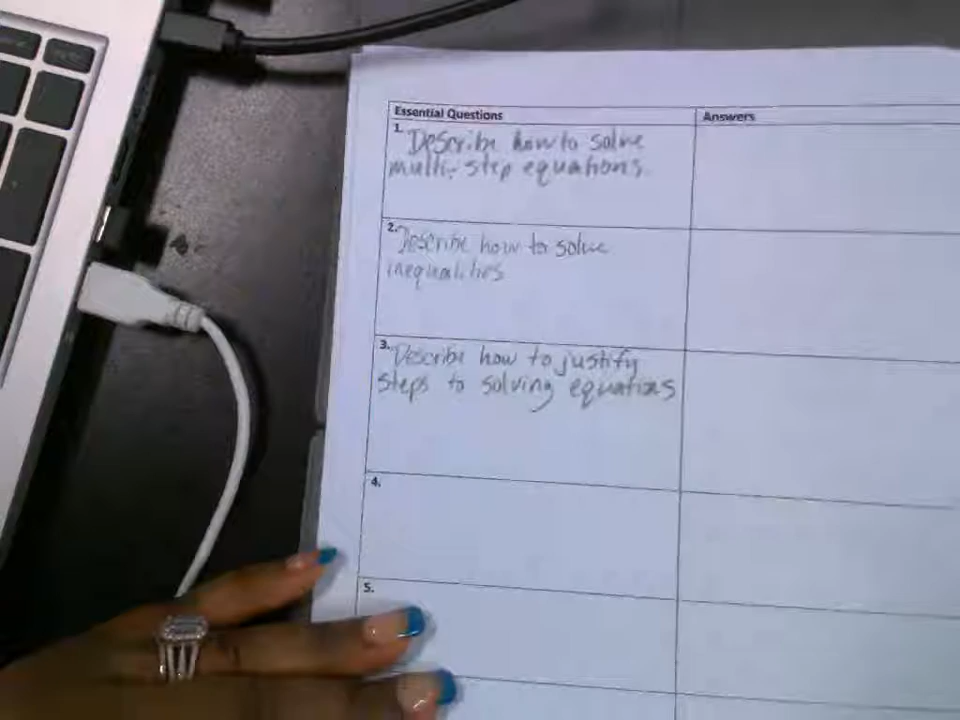 Essential Questions
Answers
1. Describe how to solve
multi-step equations.
2. Describe how to solve
inequalities
3. Describe how to justify
steps to solving equations
4.
5.